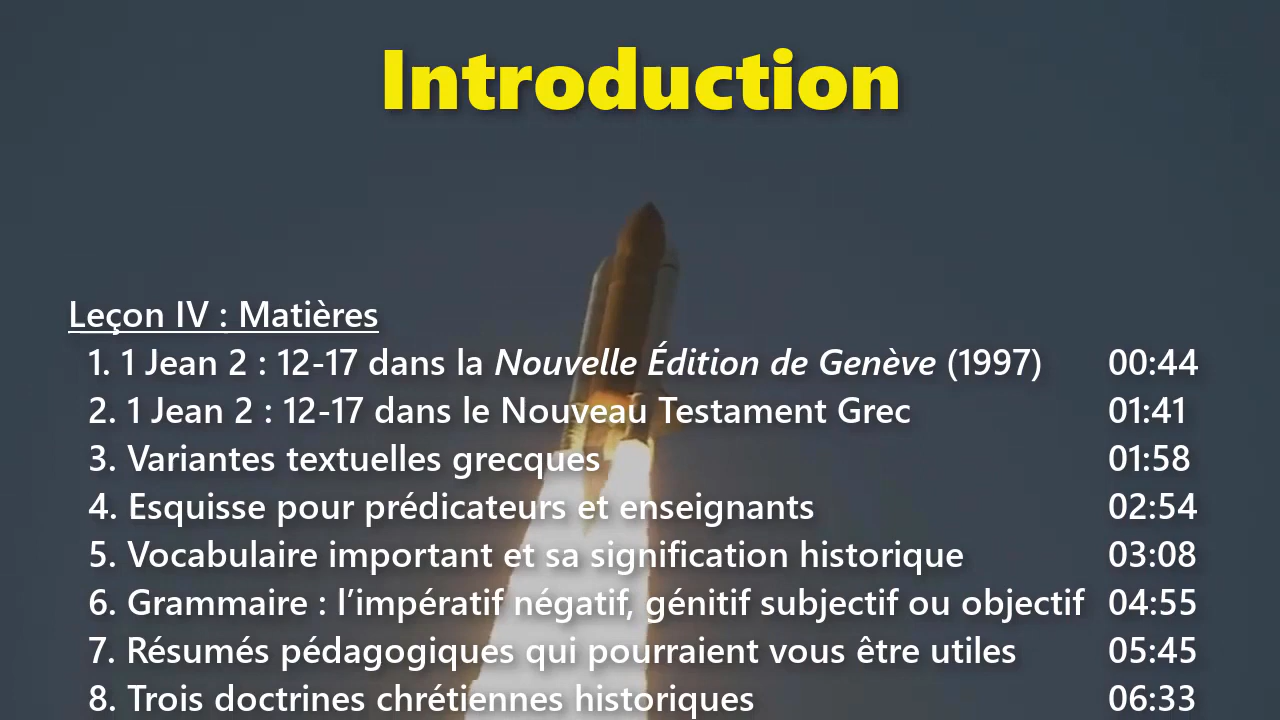 Introduction
Leçon IV : Matières
1. 1 Jean 2 : 12-17 dans la Nouvelle Édition de Genève (1997) 00:44
2. 1 Jean 2 : 12-17 dans le Nouveau Testament Grec 01:41
3. Variantes textuelles grecques 01:58
4. Esquisse pour prédicateurs et enseignants 02:54
5. Vocabulaire important et sa signification historique 03:08
6. Grammaire : l’impératif négatif, génitif subjectif ou objectif 04:55
7. Résumés pédagogiques qui pourraient vous être utiles 05:45
8. Trois doctrines chrétiennes historiques 06:33